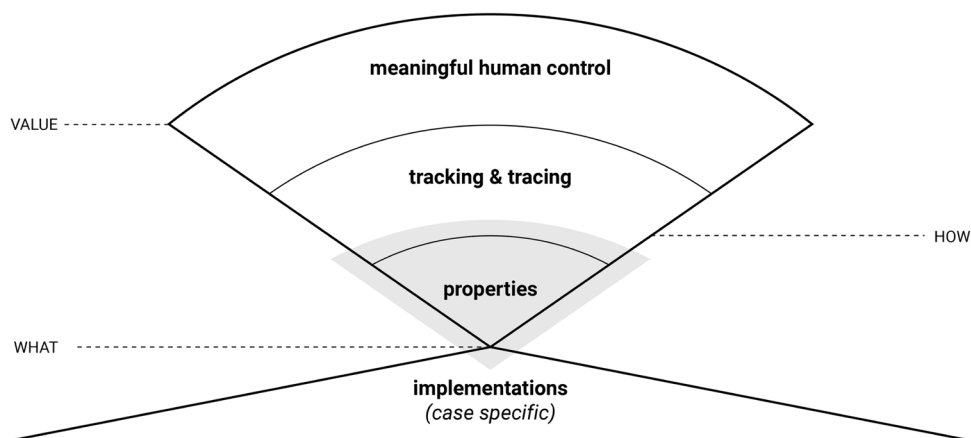 meaningful human control
VALUE
tracking & tracing
HOW
properties
WHAT
implementations
(case specific)